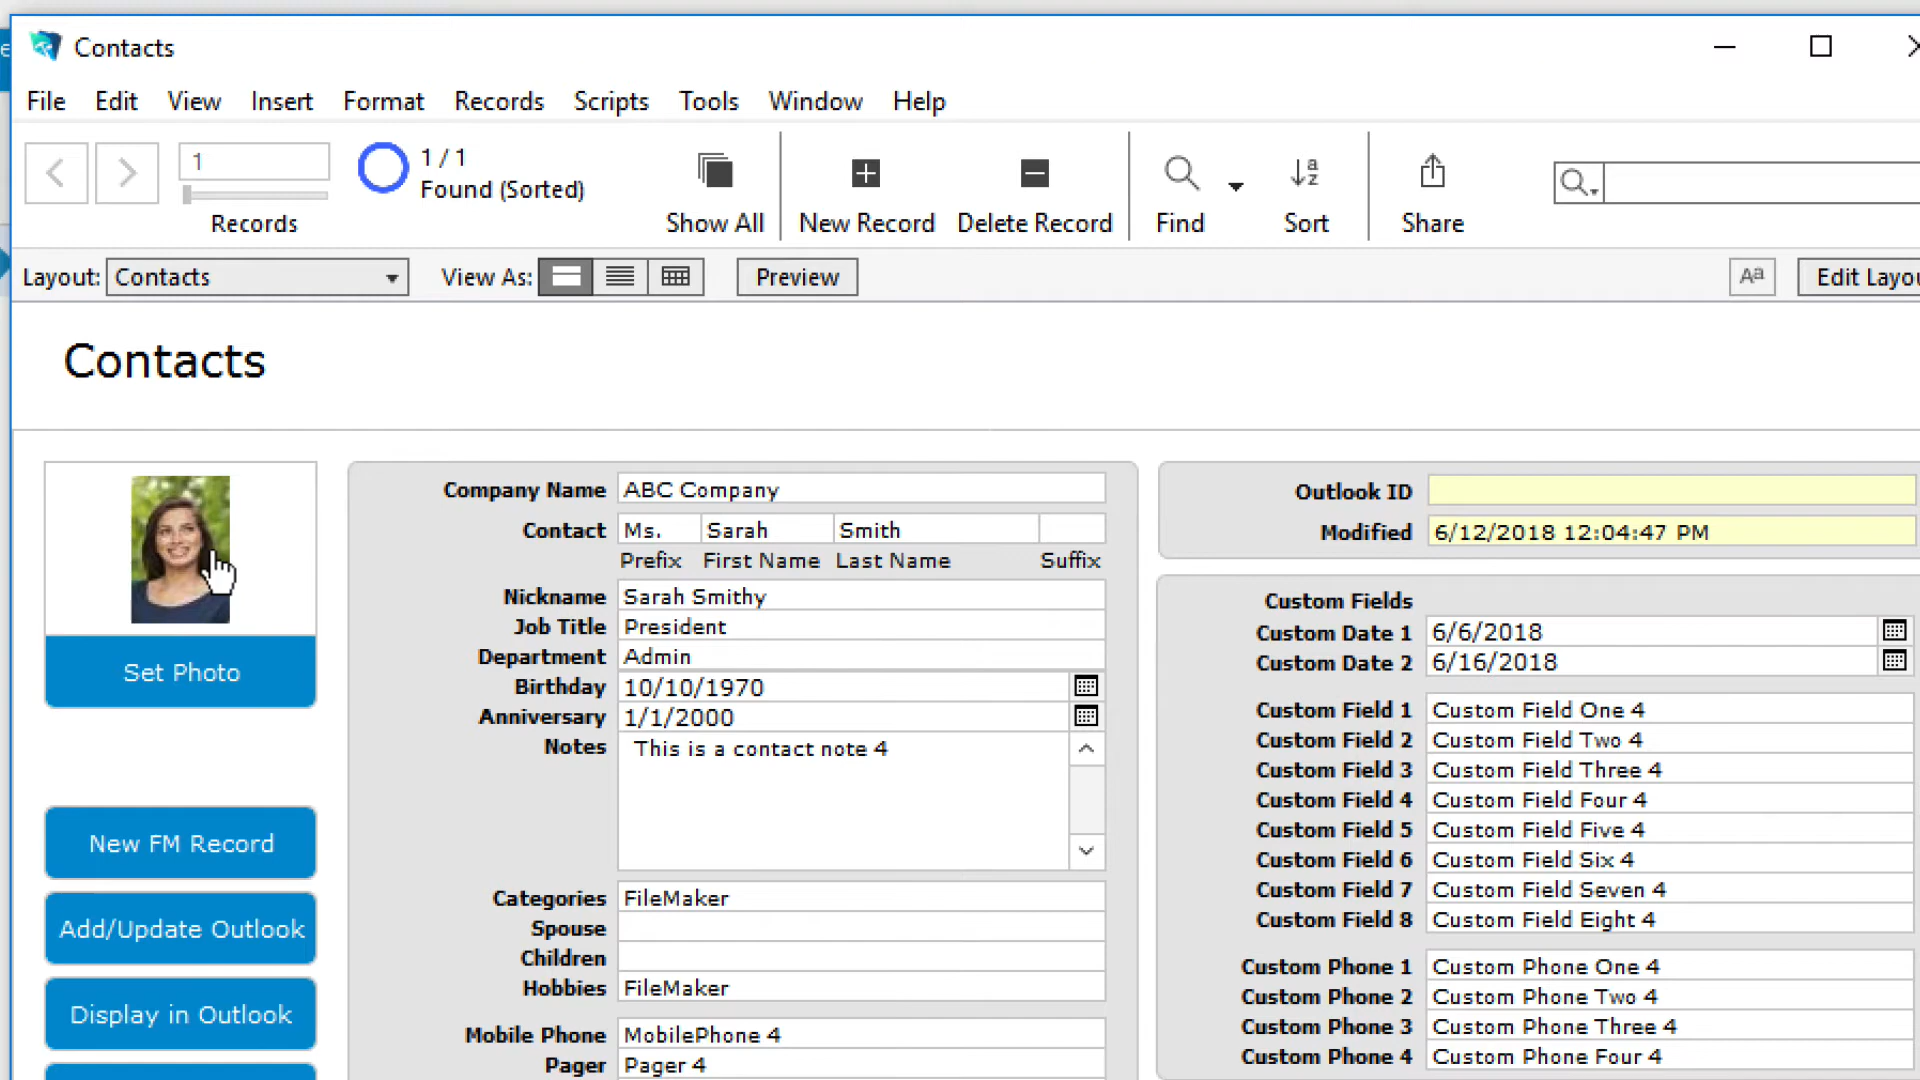 Contacts
File Edit View Insert Format Records Scripts Tools Window Help
1
1 / 1
Found (Sorted)
Records
Show All
New Record
Delete Record
Find
Sort
Share
Layout: Contacts
View As:
Preview
Aa
Edit Layou
Contacts
Set Photo
New FM Record
Add/Update Outlook
Display in Outlook
Company Name ABC Company
Contact Ms. Sarah Smith
Prefix First Name Last Name Suffix
Nickname Sarah Smithy
Job Title President
Department Admin
Birthday 10/10/1970
Anniversary 1/1/2000
Notes This is a contact note 4
Categories FileMaker
Spouse
Children
Hobbies FileMaker
Mobile Phone MobilePhone 4
Pager Pager 4
Outlook ID
Modified 6/12/2018 12:04:47 PM
Custom Fields
Custom Date 1 6/6/2018
Custom Date 2 6/16/2018
Custom Field 1 Custom Field One 4
Custom Field 2 Custom Field Two 4
Custom Field 3 Custom Field Three 4
Custom Field 4 Custom Field Four 4
Custom Field 5 Custom Field Five 4
Custom Field 6 Custom Field Six 4
Custom Field 7 Custom Field Seven 4
Custom Field 8 Custom Field Eight 4
Custom Phone 1 Custom Phone One 4
Custom Phone 2 Custom Phone Two 4
Custom Phone 3 Custom Phone Three 4
Custom Phone 4 Custom Phone Four 4